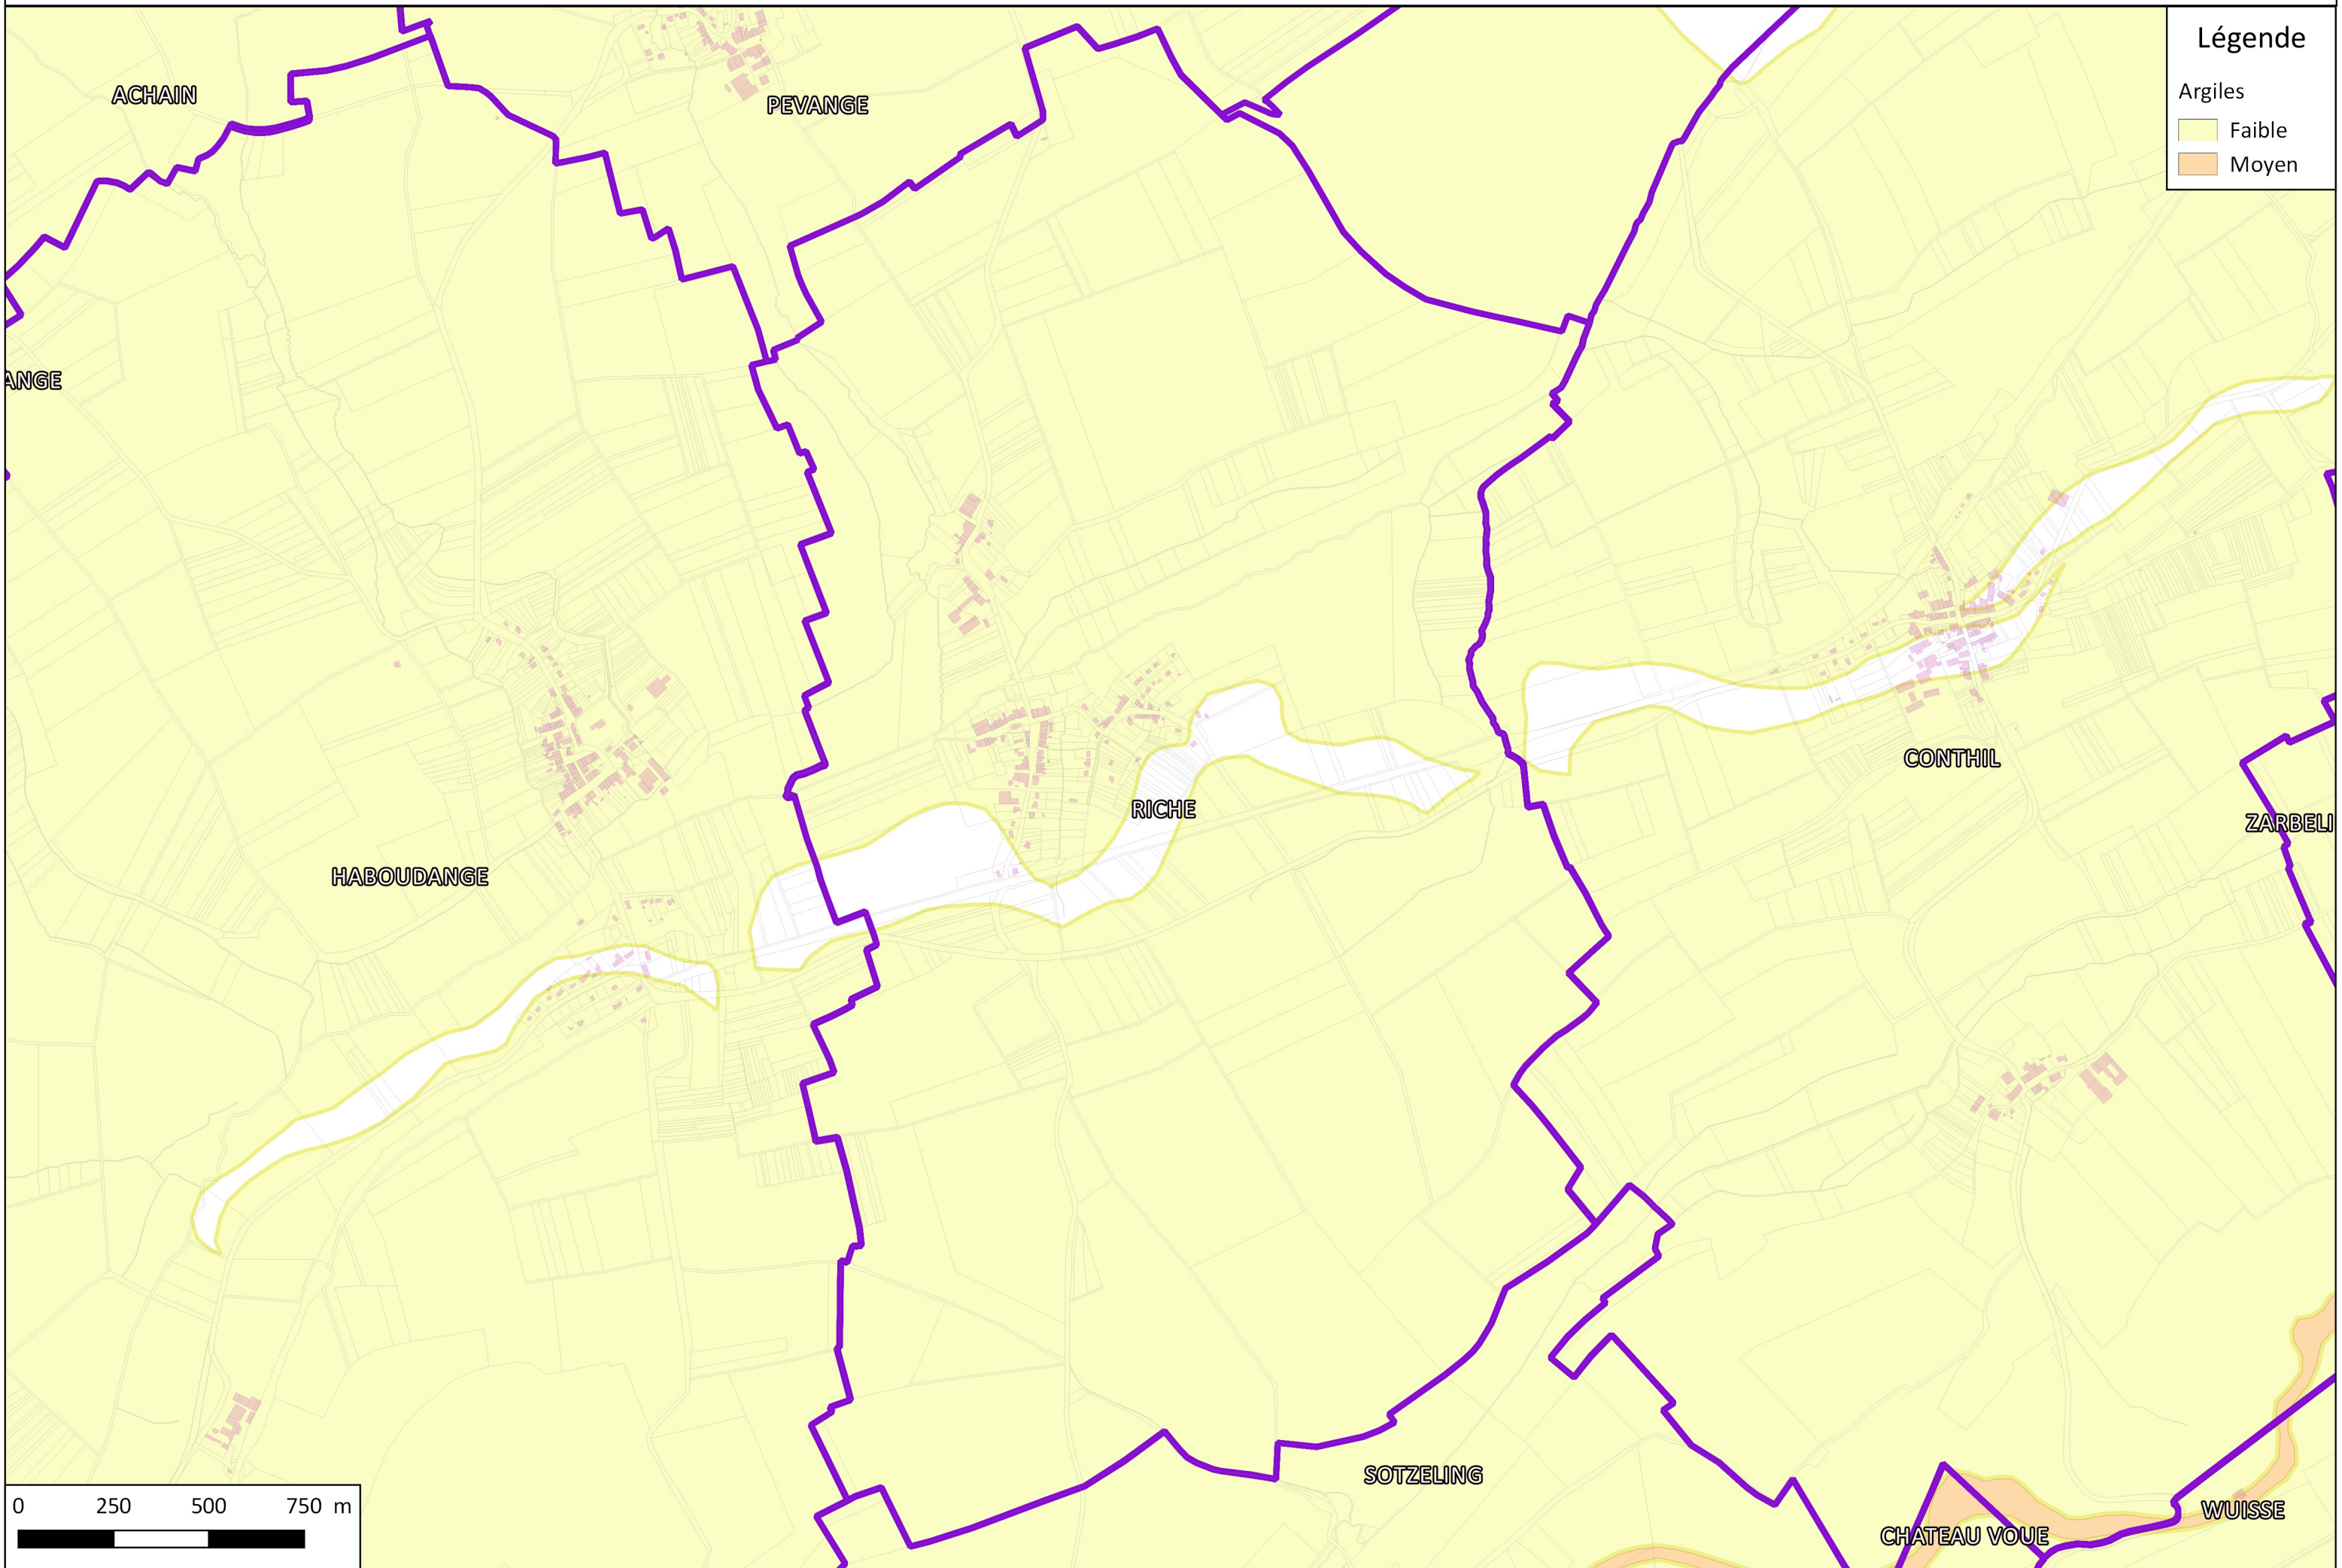 Légende
Argiles
Faible
Moyen
ACHAIN
PEVANGE
ANGE
CONTHIL
RICHE
ZARBELI
HABOUDANGE
SOTZELING
WUISSE
CHATEAU VOUE
0 250 500 750 m